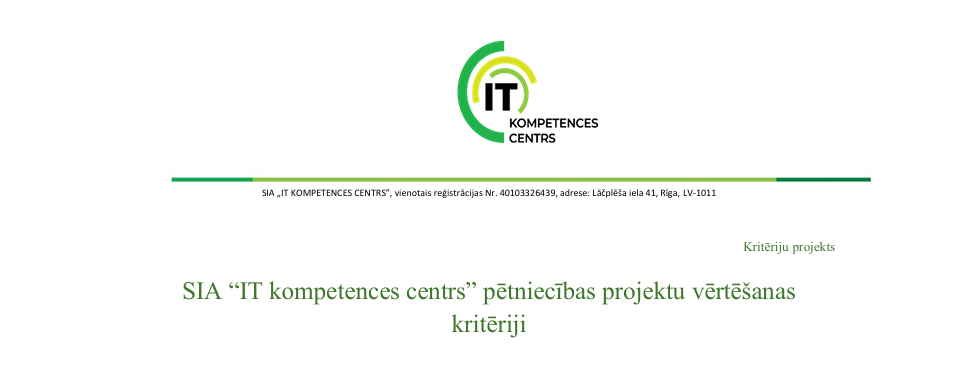 IT
KOMPETENCES
CENTRS
SIA „IT KOMPETENCES CENTRS”, vienotais reģistrācijas Nr. 40103326439, adrese: Lāčplēša iela 41, Rīga, LV-1011
Kritēriju projekts
SIA “IT kompetences centrs” pētniecības projektu vērtēšanas
kritēriji